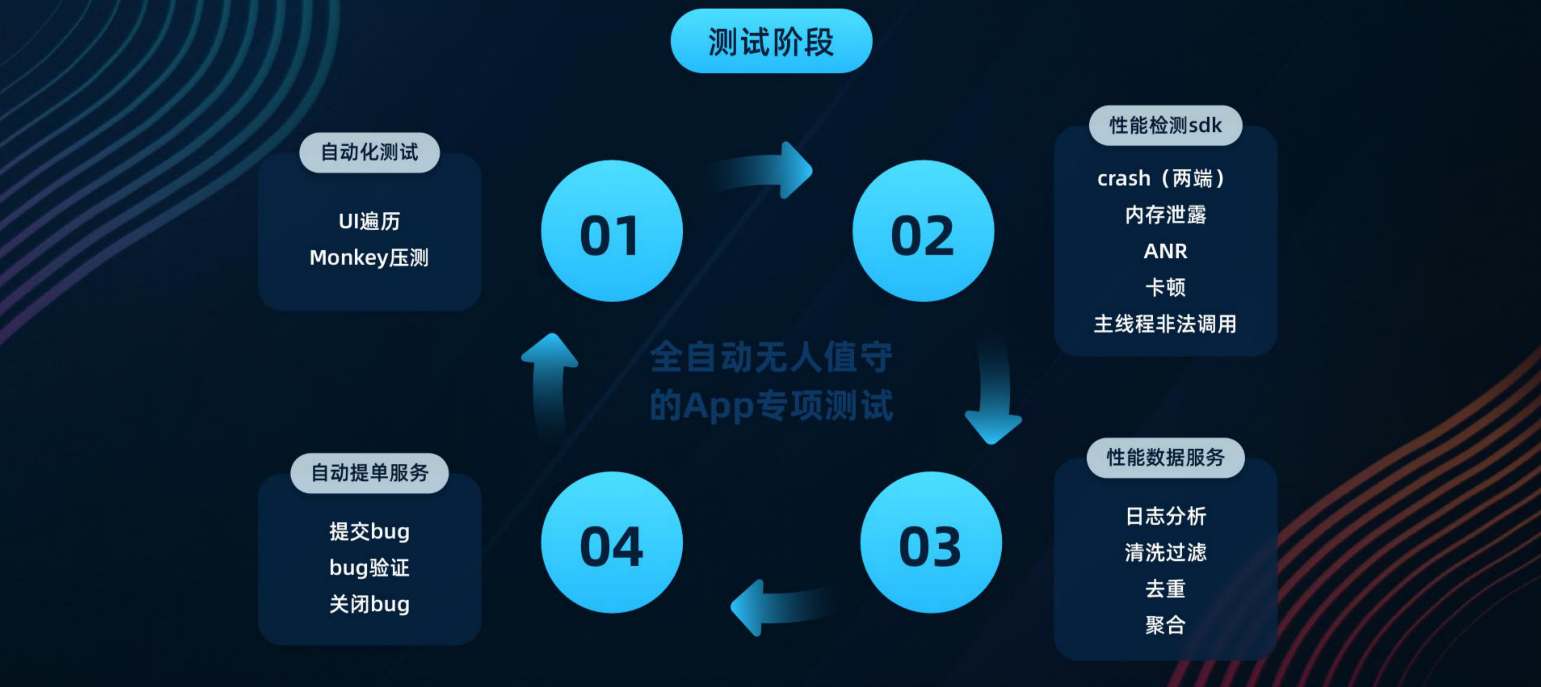 测试阶段
自动化测试
UI遍历
Monkey压测
01
02
性能检测sdk
crash（两端）
内存泄露
ANR
卡顿
主线程非法调用
全自动无人值守
的App专项测试
自动提单服务
提交bug
bug验证
关闭bug
04
03
性能数据服务
日志分析
清洗过滤
去重
聚合